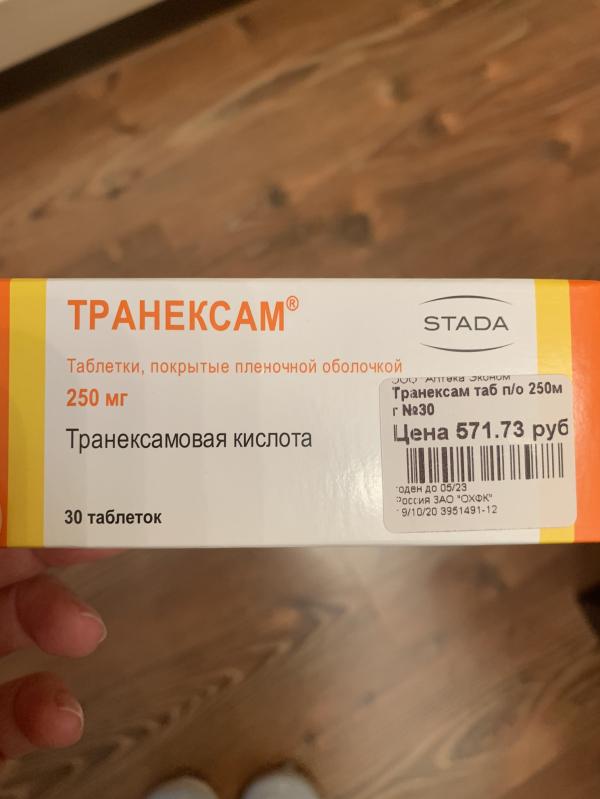 ТРАНЕКСАМ®
STADA
Таблетки, покрытые пленочной оболочкой
250 мг
Транексамовая кислота
30 таблеток
ООО "Аптека Эконом
Транексам таб п/о 250м
г №30
Цена 571.73 руб
годен до 05/23
Россия ЗАО "ОХФК"
9/10/20 3951491-12